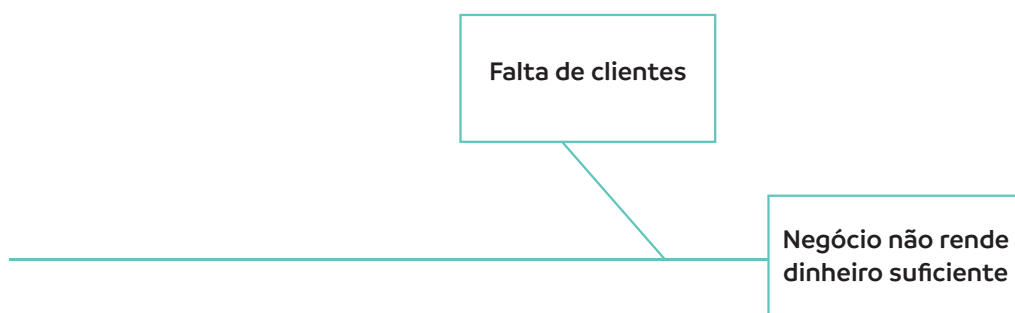 Falta de clientes
Negócio não rende
dinheiro suficiente